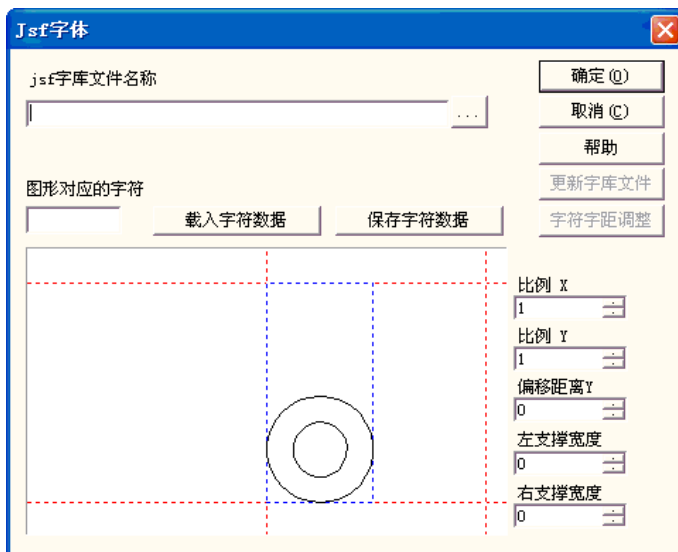 Jsf字体
jsf字库文件名称
...
确定(O)
取消(C)
帮助
更新字库文件
字符字距调整
图形对应的字符
载入字符数据
保存字符数据
比例 X
1
比例 Y
1
偏移距离Y
0
左支撑宽度
0
右支撑宽度
0